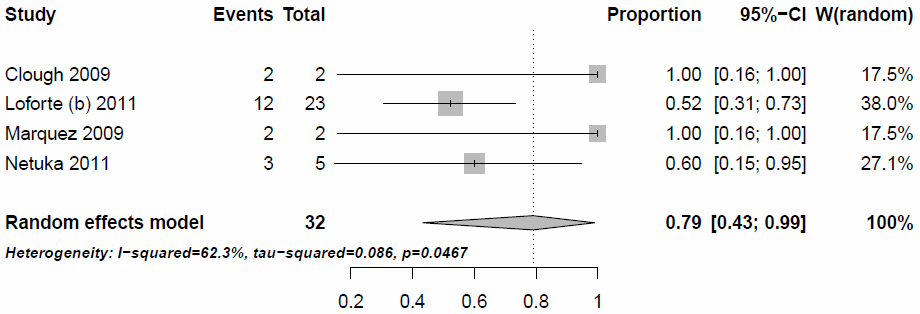 Study Events Total Proportion 95%−CI W(random)
Clough 2009 2 2 1.00 [0.16; 1.00] 17.5%
Loforte (b) 2011 12 23 0.52 [0.31; 0.73] 38.0%
Marquez 2009 2 2 1.00 [0.16; 1.00] 17.5%
Netuka 2011 3 5 0.60 [0.15; 0.95] 27.1%
Random effects model 32 0.79 [0.43; 0.99] 100%
Heterogeneity: I−squared=62.3%, tau−squared=0.086, p=0.0467
0.2 0.4 0.6 0.8 1